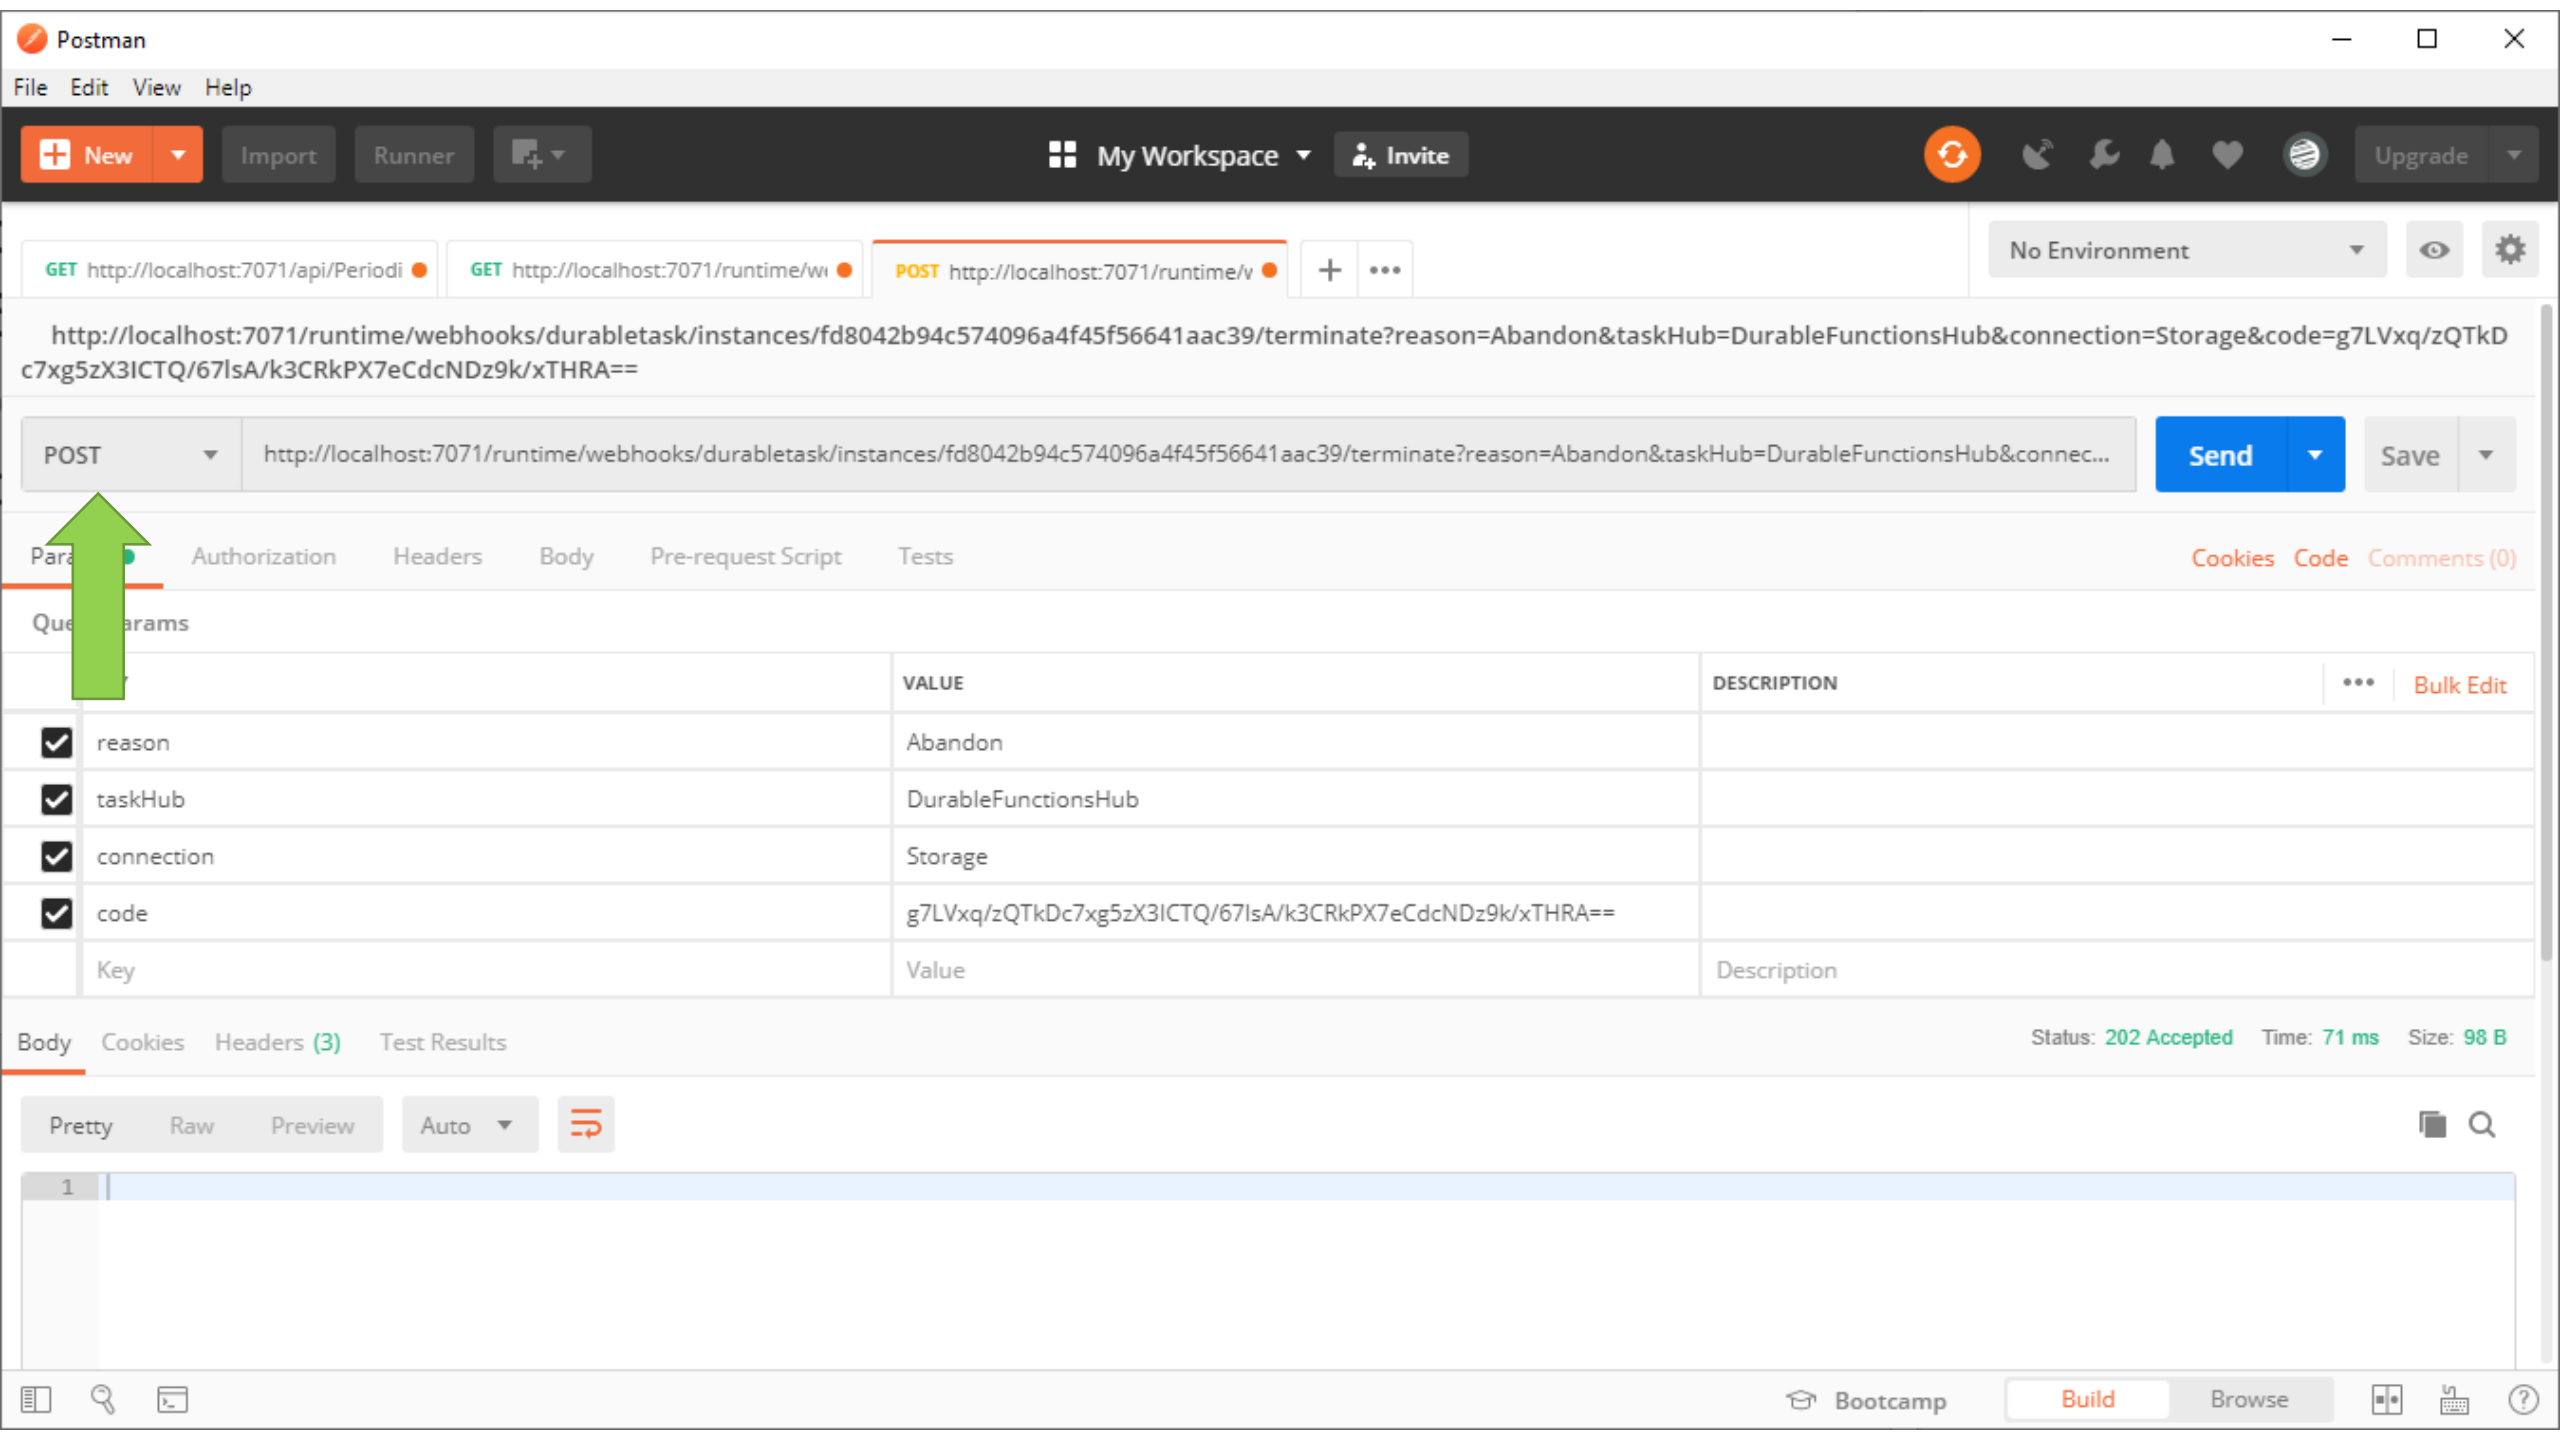 Postman
File Edit View Help
New Import Runner My Workspace Invite Upgrade
GET http://localhost:7071/api/Periodi GET http://localhost:7071/runtime/we POST http://localhost:7071/runtime/v No Environment
http://localhost:7071/runtime/webhooks/durabletask/instances/fd8042b94c574096a4f45f56641aac39/terminate?reason=Abandon&taskHub=DurableFunctionsHub&connection=Storage&code=g7LVxq/zQTkD
c7xg5zX3ICTQ/67lsA/k3CRkPX7eCdcNDz9k/xTHRA==
POST http://localhost:7071/runtime/webhooks/durabletask/instances/fd8042b94c574096a4f45f56641aac39/terminate?reason=Abandon&taskHub=DurableFunctionsHub&connec... Send Save
Para Authorization Headers Body Pre-request Script Tests Cookies Code Comments (0)
Que arams
VALUE DESCRIPTION Bulk Edit
reason Abandon
taskHub DurableFunctionsHub
connection Storage
code g7LVxq/zQTkDc7xg5zX3ICTQ/67lsA/k3CRkPX7eCdcNDz9k/xTHRA==
Key Value Description
Body Cookies Headers (3) Test Results Status: 202 Accepted Time: 71 ms Size: 98 B
Pretty Raw Preview Auto
1
Bootcamp Build Browse